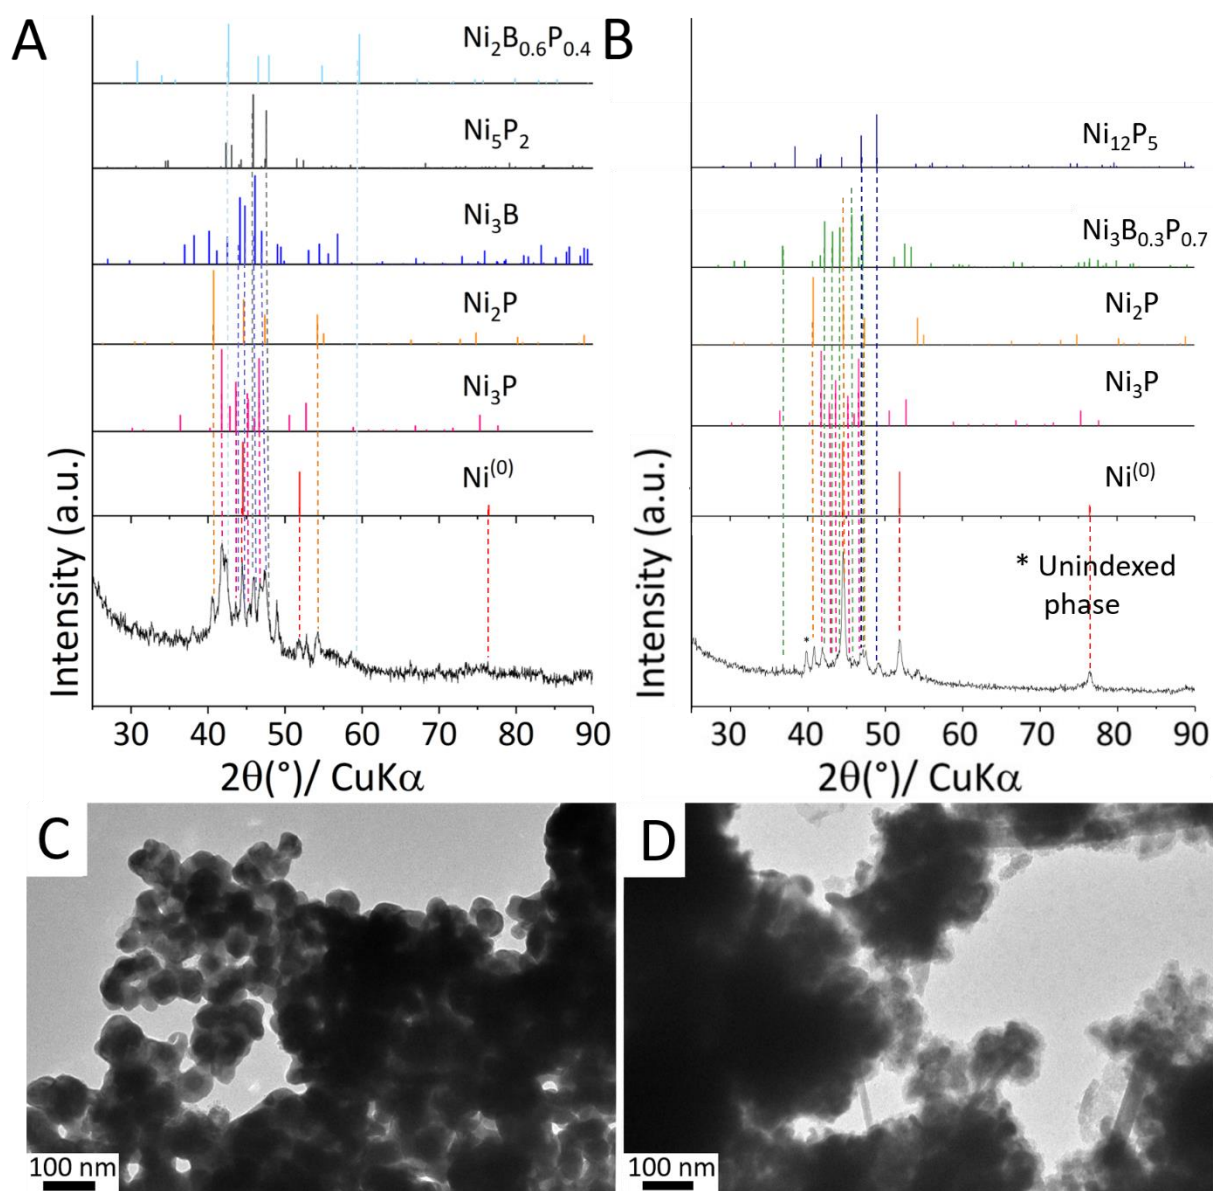 A
Ni2B0.6P0.4
Ni5P2
Ni3B
Ni2P
Ni3P
Ni(0)
Intensity (a.u.)
30 40 50 60 70 80 90
2θ(°)/ CuKα
B
Ni12P5
Ni3B0.3P0.7
Ni2P
Ni3P
Ni(0)
* Unindexed
phase
*
Intensity (a.u.)
30 40 50 60 70 80 90
2θ(°)/ CuKα
C
100 nm
D
100 nm